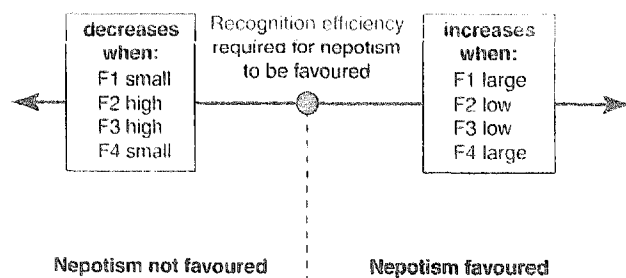 decreases
when:
F1 small
F2 high
F3 high
F4 small
Recognition efficiency
required for nepotism
to be favoured
increases
when:
F1 large
F2 low
F3 low
F4 large
Nepotism not favoured
Nepotism favoured